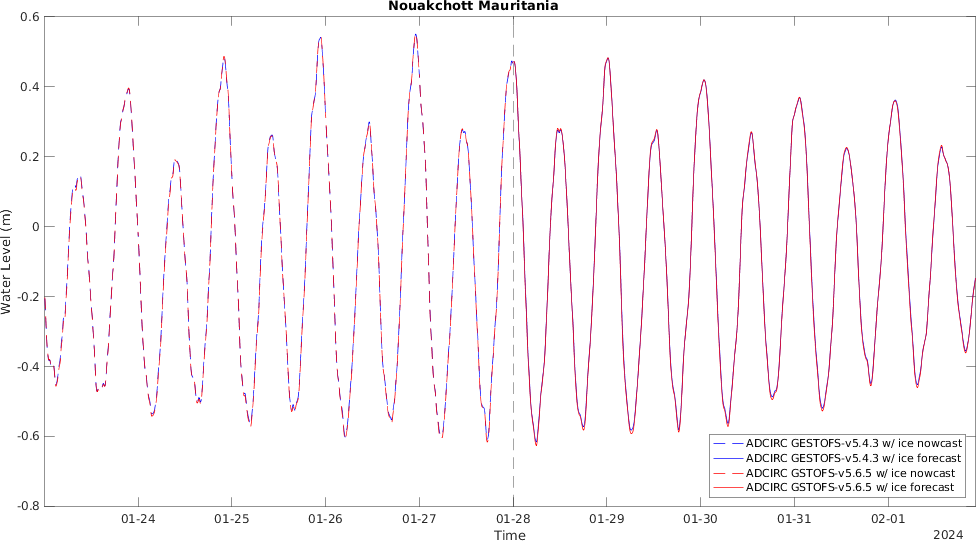 Nouakchott Mauritania
0.6
0.4
0.2
0
-0.2
-0.4
-0.6
-0.8
Water Level (m)
ADCIRC GESTOFS-v5.4.3 w/ ice nowcast
ADCIRC GESTOFS-v5.4.3 w/ ice forecast
ADCIRC GSTOFS-v5.6.5 w/ ice nowcast
ADCIRC GSTOFS-v5.6.5 w/ ice forecast
01-24 01-25 01-26 01-27 01-28 01-29 01-30 01-31 02-01
Time
2024